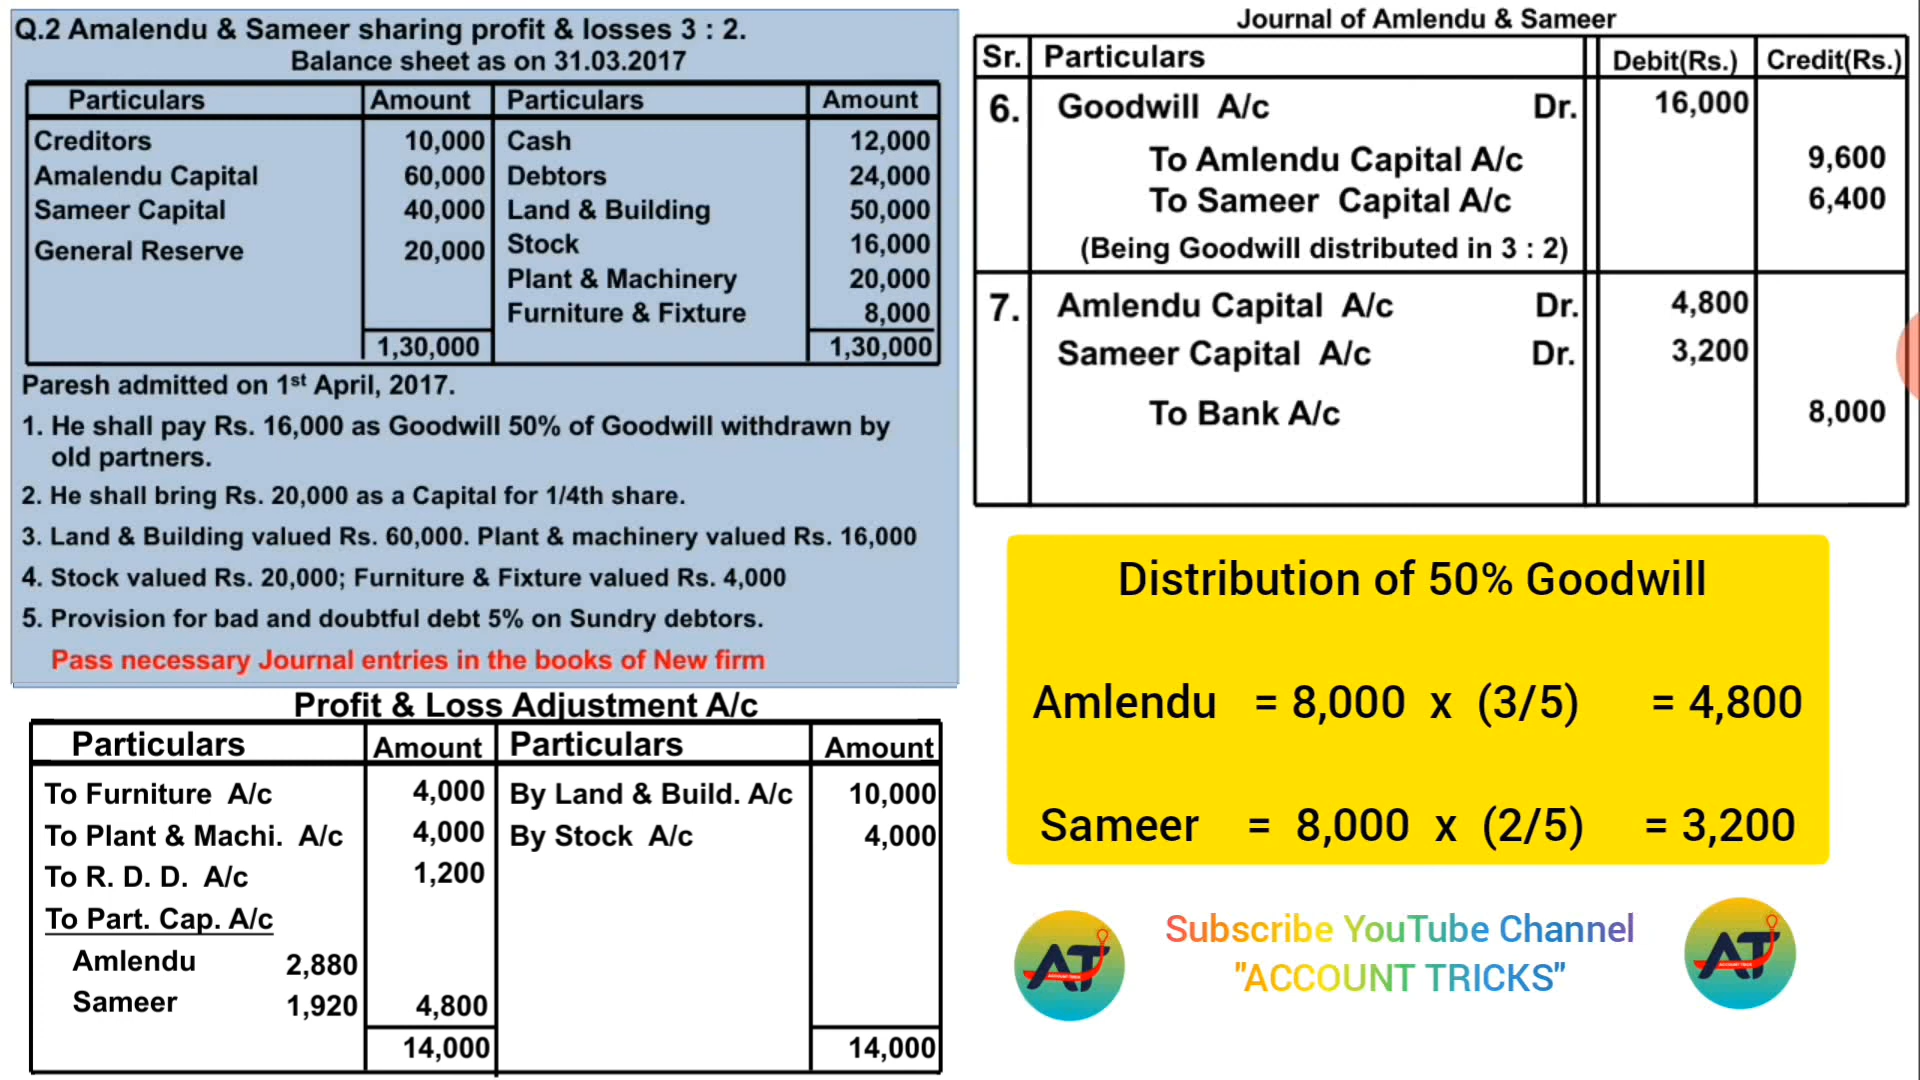 Q.2 Amalendu & Sameer sharing profit & losses 3 : 2.
Balance sheet as on 31.03.2017
Particulars Amount Particulars Amount
Creditors 10,000 Cash 12,000
Amalendu Capital 60,000 Debtors 24,000
Sameer Capital 40,000 Land & Building 50,000
General Reserve 20,000 Stock 16,000
Plant & Machinery 20,000
Furniture & Fixture 8,000
1,30,000 1,30,000
Paresh admitted on 1st April, 2017.
1. He shall pay Rs. 16,000 as Goodwill 50% of Goodwill withdrawn by
old partners.
2. He shall bring Rs. 20,000 as a Capital for 1/4th share.
3. Land & Building valued Rs. 60,000. Plant & machinery valued Rs. 16,000
4. Stock valued Rs. 20,000; Furniture & Fixture valued Rs. 4,000
5. Provision for bad and doubtful debt 5% on Sundry debtors.
Pass necessary Journal entries in the books of New firm
Profit & Loss Adjustment A/c
Particulars Amount Particulars Amount
To Furniture A/c 4,000 By Land & Build. A/c 10,000
To Plant & Machi. A/c 4,000 By Stock A/c 4,000
To R. D. D. A/c 1,200
To Part. Cap. A/c
Amlendu 2,880
Sameer 1,920 4,800
14,000 14,000
Journal of Amlendu & Sameer
Sr. Particulars Debit(Rs.) Credit(Rs.)
6. Goodwill A/c Dr. 16,000
To Amlendu Capital A/c 9,600
To Sameer Capital A/c 6,400
(Being Goodwill distributed in 3 : 2)
7. Amlendu Capital A/c Dr. 4,800
Sameer Capital A/c Dr. 3,200
To Bank A/c 8,000
Distribution of 50% Goodwill
Amlendu = 8,000 x (3/5) = 4,800
Sameer = 8,000 x (2/5) = 3,200
AT
Subscribe YouTube Channel
"ACCOUNT TRICKS"
AT